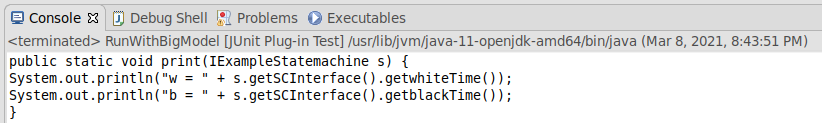 Console Debug Shell Problems Executables
<terminated> RunWithBigModel [JUnit Plug-in Test] /usr/lib/jvm/java-11-openjdk-amd64/bin/java (Mar 8, 2021, 8:43:51 PM)
public static void print(IExampleStatemachine s) {
System.out.println("w = " + s.getSCInterface().getwhiteTime());
System.out.println("b = " + s.getSCInterface().getblackTime());
}